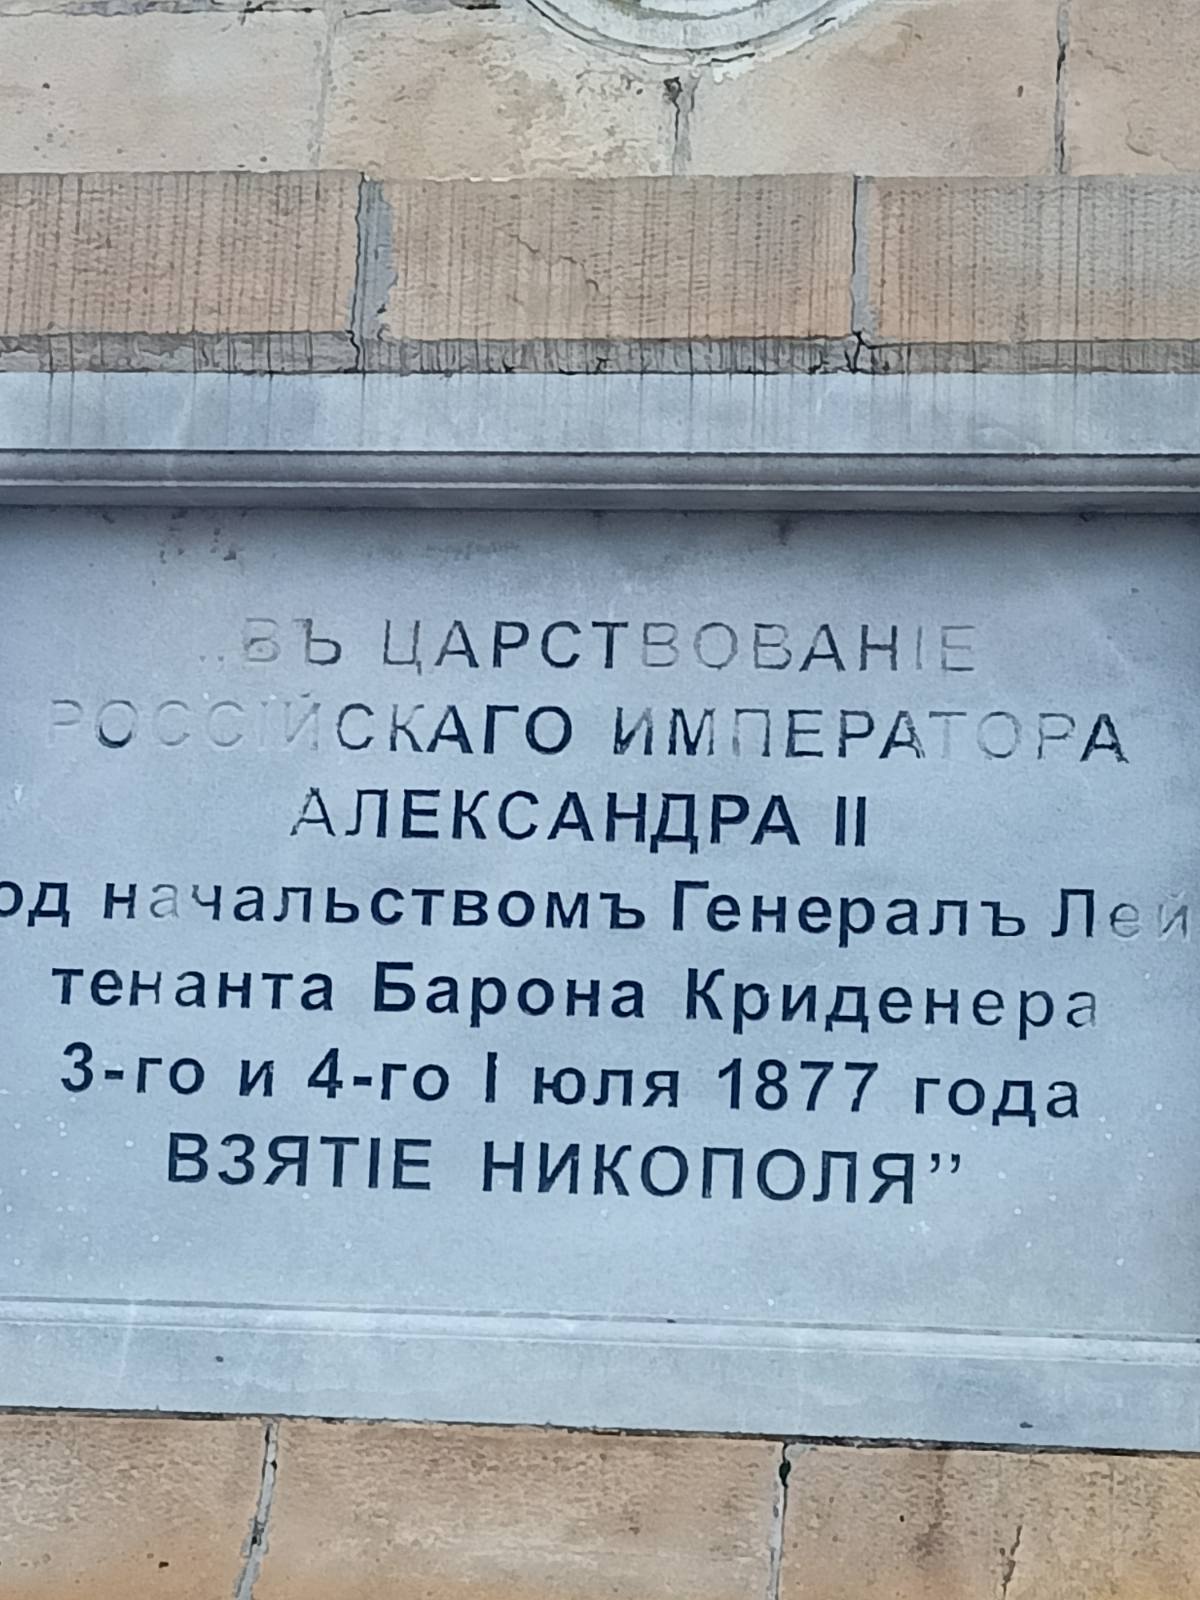 „ВЪ ЦАРСТВОВАНІЕ
РОССІЙСКАГО ИМПЕРАТОРА
АЛЕКСАНДРА II
од начальствомъ Генералъ Лей
тенанта Барона Криденера
3-го и 4-го І юля 1877 года
ВЗЯТІЕ НИКОПОЛЯ”